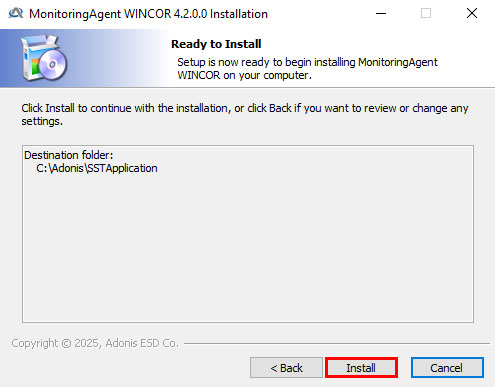 MonitoringAgent WINCOR 4.2.0.0 Installation
Ready to Install
Setup is now ready to begin installing MonitoringAgent
WINCOR on your computer.
Click Install to continue with the installation, or click Back if you want to review or change any
settings.
Destination folder:
C:\Adonis\SSTApplication
Copyright © 2025, Adonis ESD Co.
< Back
Install
Cancel